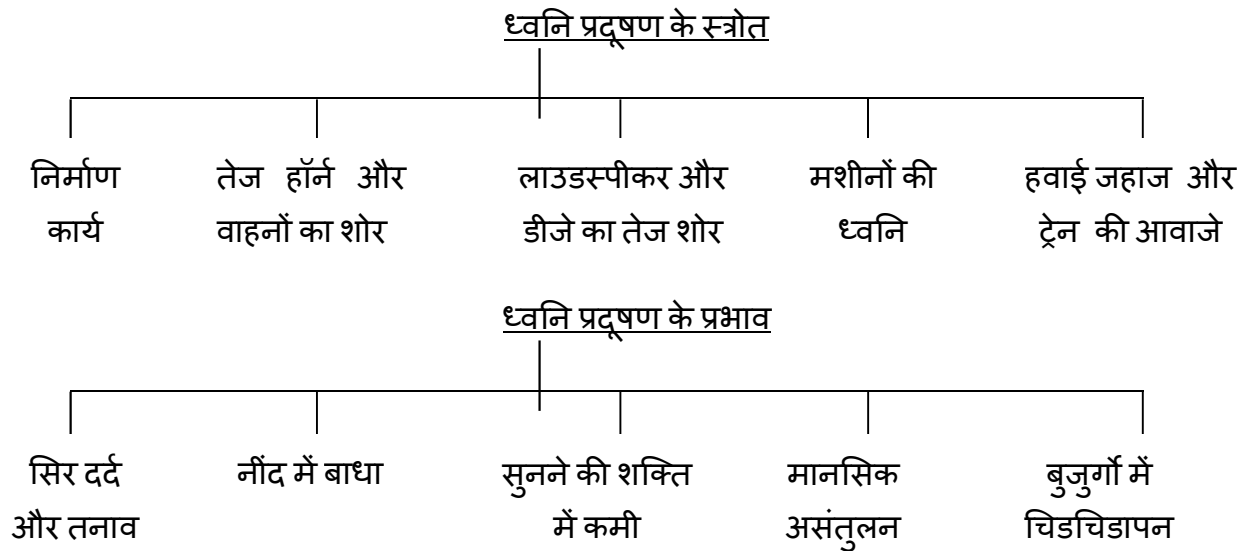 ध्वनि प्रदूषण के स्त्रोत
निर्माण कार्य
तेज हॉर्न और वाहनों का शोर
लाउडस्पीकर और डीजे का तेज शोर
मशीनों की ध्वनि
हवाई जहाज और ट्रेन की आवाजे
ध्वनि प्रदूषण के प्रभाव
सिर दर्द और तनाव
नींद में बाधा
सुनने की शक्ति में कमी
मानसिक असंतुलन
बुजुर्गो में चिडचिडापन